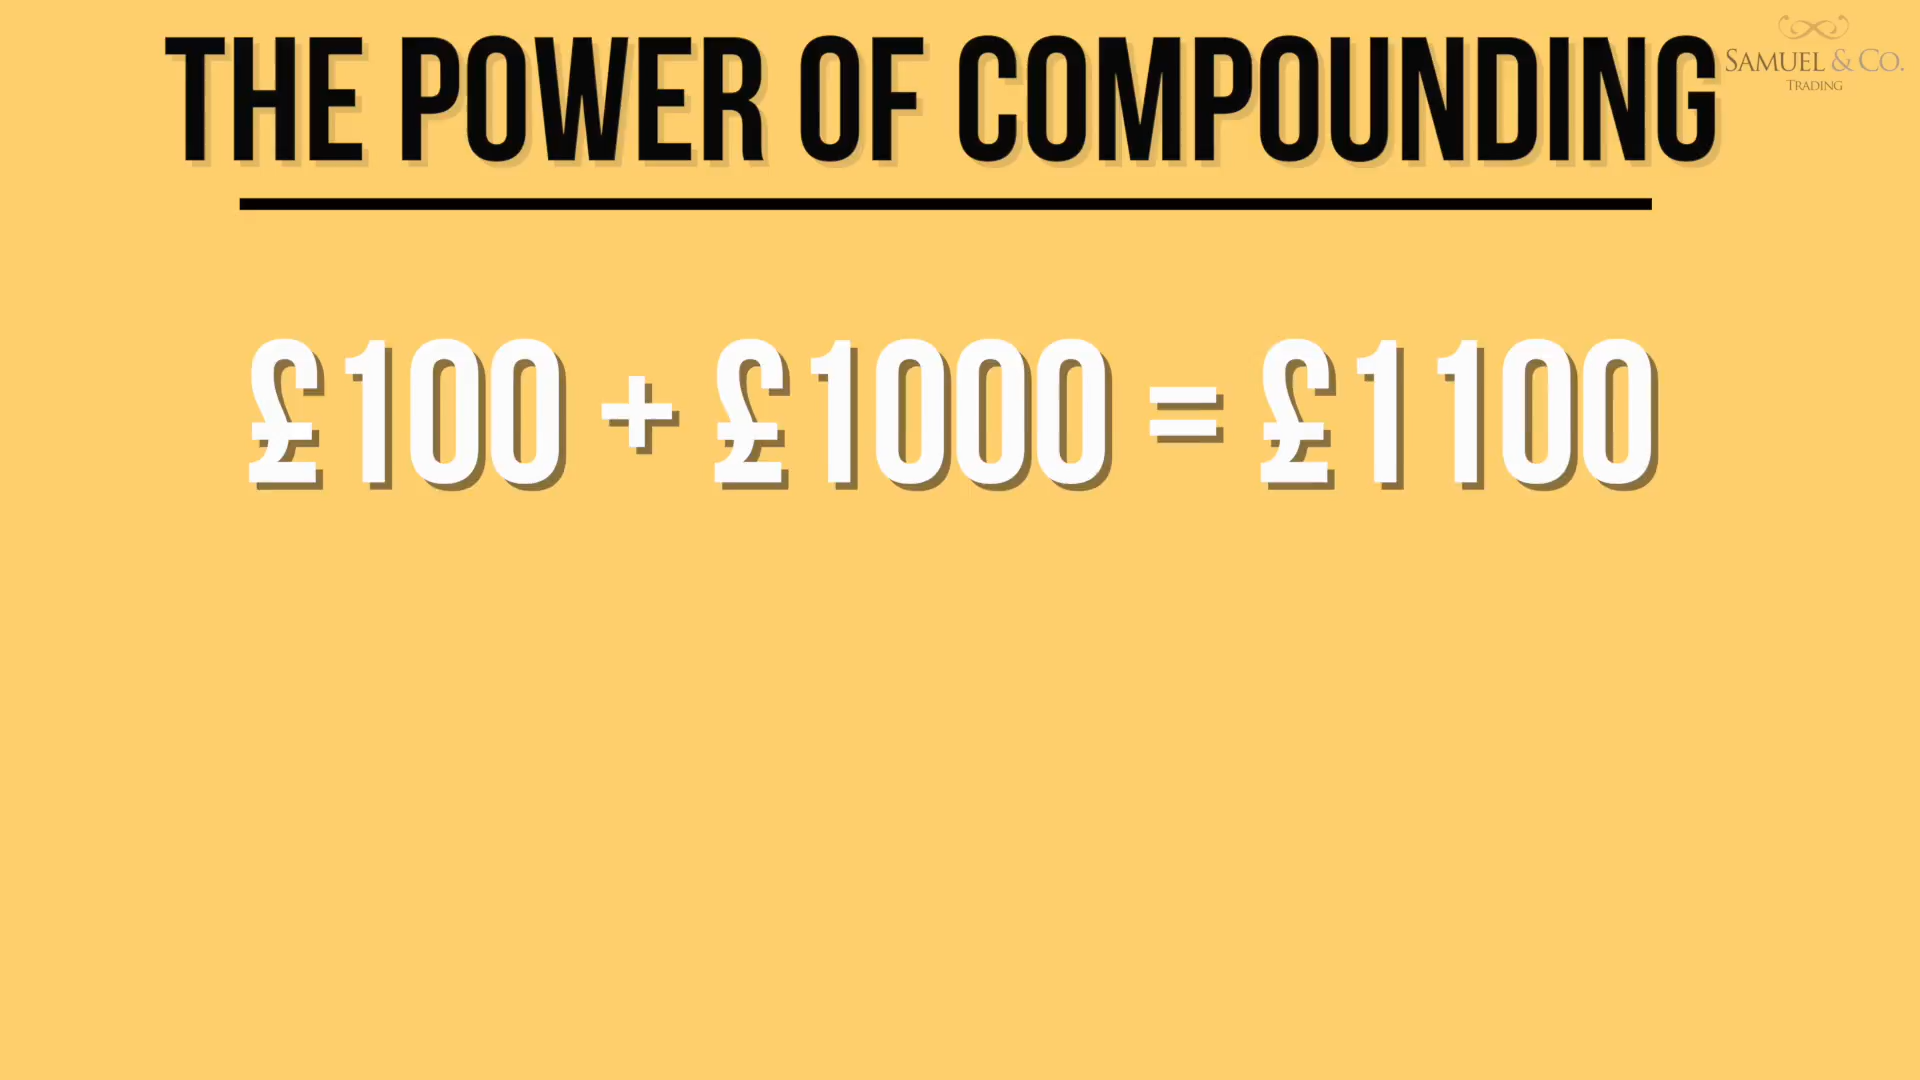 THE POWER OF COMPOUNDING
SAMUEL & CO.
TRADING
£100 + £1000 = £1100